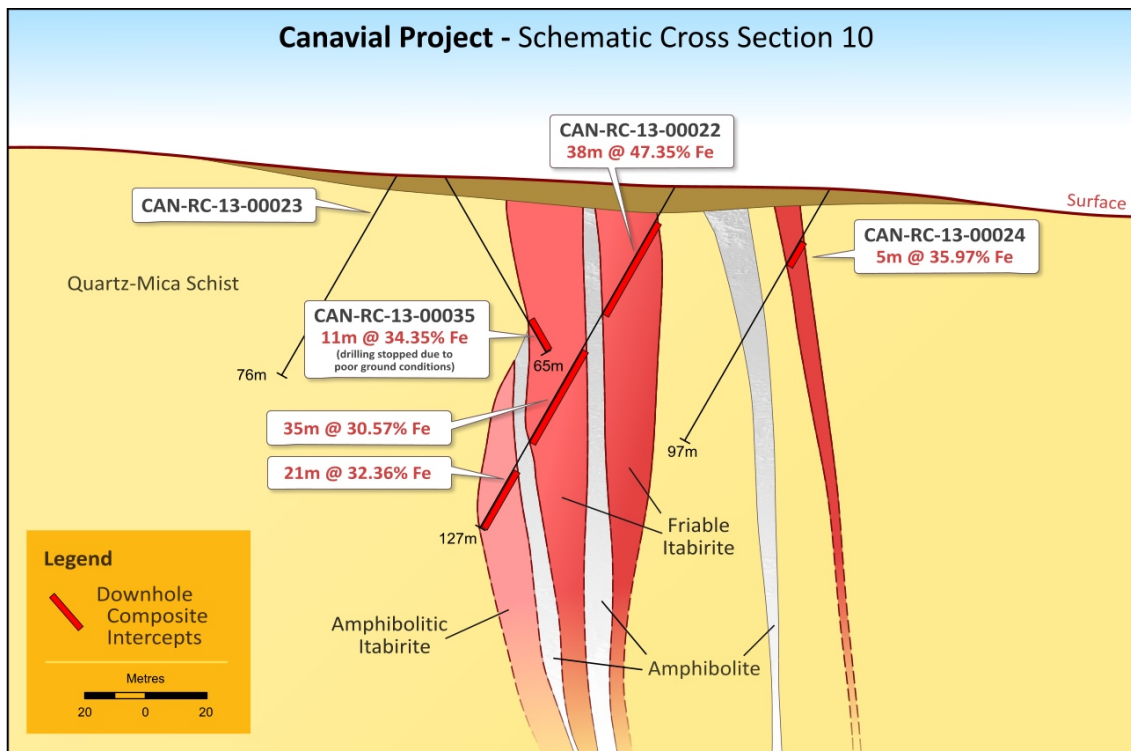 Canavial Project - Schematic Cross Section 10
CAN-RC-13-00022
38m @ 47.35% Fe
CAN-RC-13-00023
Surface
CAN-RC-13-00024
5m @ 35.97% Fe
Quartz-Mica Schist
CAN-RC-13-00035
11m @ 34.35% Fe
(drilling stopped due to
poor ground conditions)
65m
76m
35m @ 30.57% Fe
97m
21m @ 32.36% Fe
127m
Friable
Itabirite
Legend
Downhole
Composite
Intercepts
Metres
20 0 20
Amphibolitic
Itabirite
Amphibolite